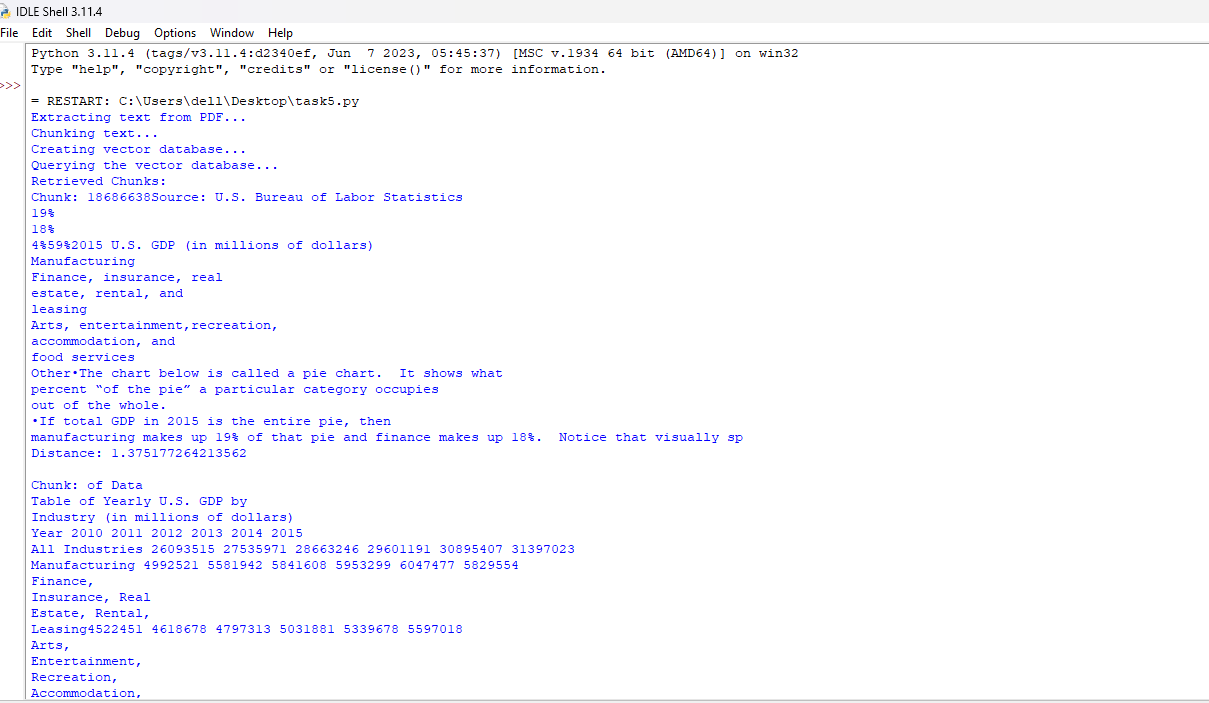 IDLE Shell 3.11.4
File Edit Shell Debug Options Window Help
Python 3.11.4 (tags/v3.11.4:d2340ef, Jun  7 2023, 05:45:37) [MSC v.1934 64 bit (AMD64)] on win32
Type "help", "copyright", "credits" or "license()" for more information.
>>>
= RESTART: C:\Users\dell\Desktop\task5.py
Extracting text from PDF...
Chunking text...
Creating vector database...
Querying the vector database...
Retrieved Chunks:
Chunk: 18686638Source: U.S. Bureau of Labor Statistics
19%
18%
4%59%2015 U.S. GDP (in millions of dollars)
Manufacturing
Finance, insurance, real
estate, rental, and
leasing
Arts, entertainment,recreation,
accommodation, and
food services
Other•The chart below is called a pie chart.  It shows what
percent “of the pie” a particular category occupies
out of the whole.
•If total GDP in 2015 is the entire pie, then
manufacturing makes up 19% of that pie and finance makes up 18%.  Notice that visually sp
Distance: 1.375177264213562
Chunk: of Data
Table of Yearly U.S. GDP by
Industry (in millions of dollars)
Year 2010 2011 2012 2013 2014 2015
All Industries 26093515 27535971 28663246 29601191 30895407 31397023
Manufacturing 4992521 5581942 5841608 5953299 6047477 5829554
Finance,
Insurance, Real
Estate, Rental,
Leasing4522451 4618678 4797313 5031881 5339678 5597018
Arts,
Entertainment,
Recreation,
Accommodation,